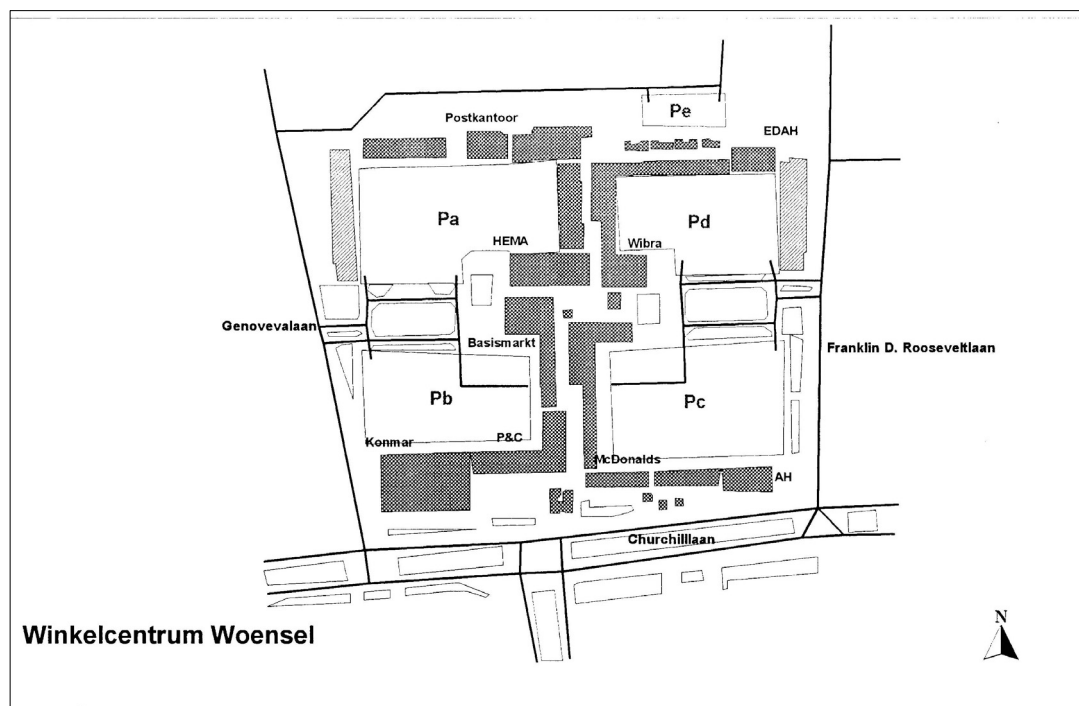 Pe
Postkantoor
EDAH
Pa
Pd
HEMA
Wibra
Genovevalaan
Basismarkt
Franklin D. Rooseveltlaan
Pb
Pc
Konmar
P&C
McDonalds
AH
Churchilllaan
Winkelcentrum Woensel
N